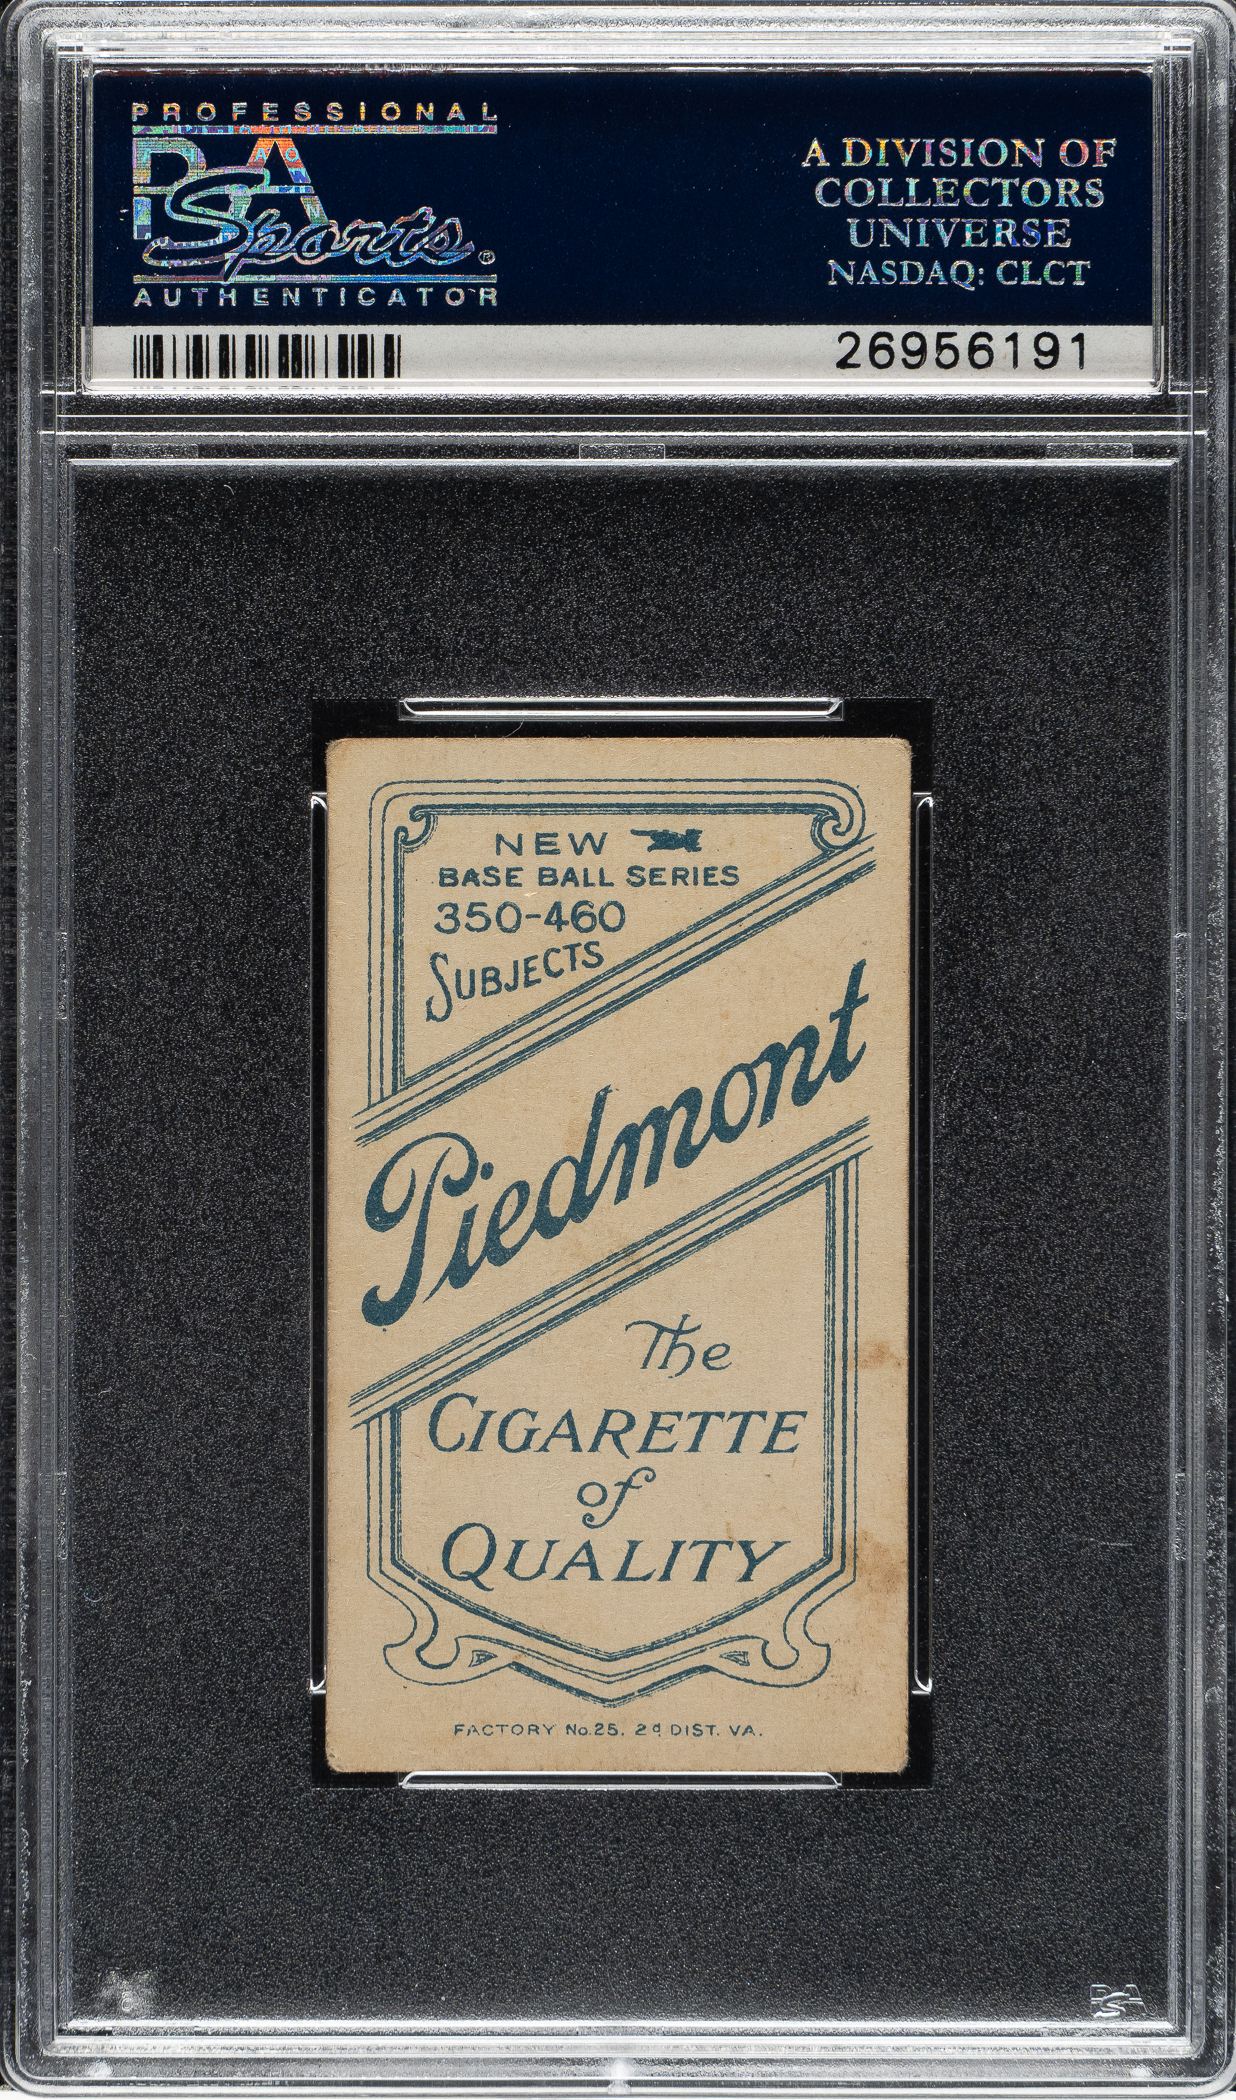 PROFESSIONAL
PSA
Sports®
AUTHENTICATOR
A DIVISION OF
COLLECTORS
UNIVERSE
NASDAQ: CLCT
26956191
NEW
BASE BALL SERIES
350-460
SUBJECTS
Piedmont
The
CIGARETTE
of
QUALITY
FACTORY No.25. 2d DIST. VA.
PSA